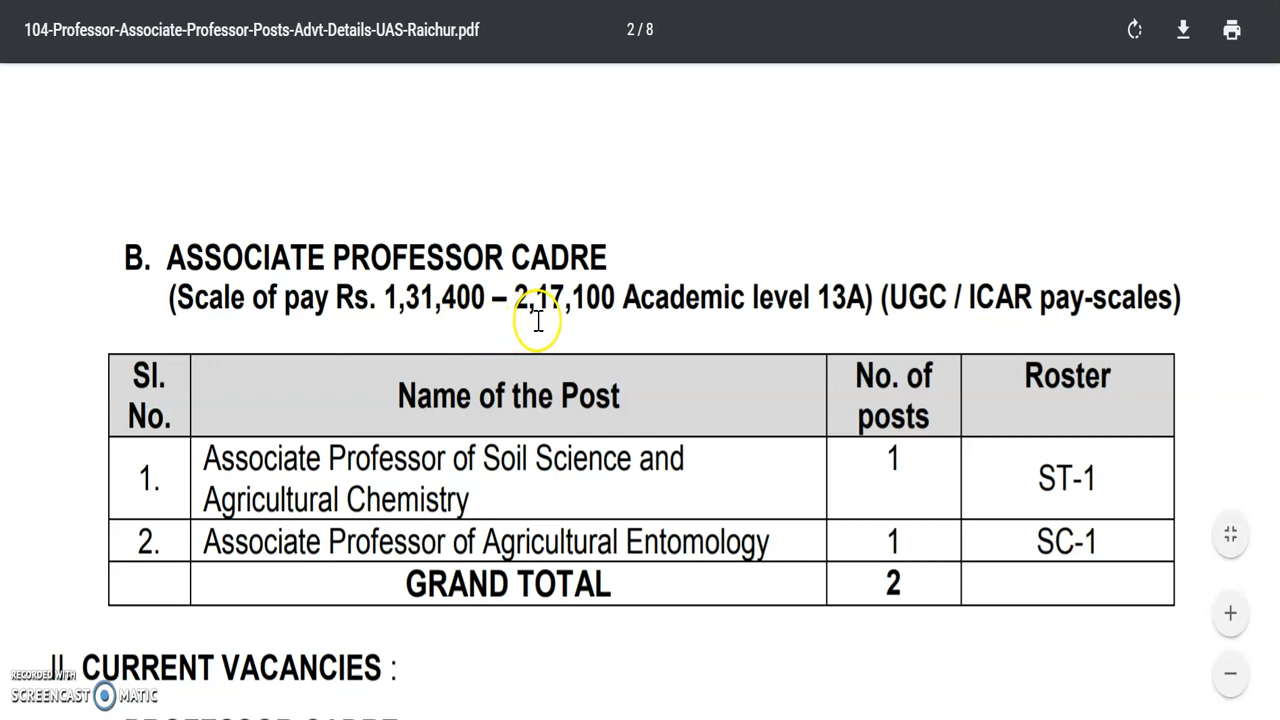 104-Professor-Associate-Professor-Posts-Advt-Details-UAS-Raichur.pdf
2 / 8
B. ASSOCIATE PROFESSOR CADRE
(Scale of pay Rs. 1,31,400 – 2,17,100 Academic level 13A) (UGC / ICAR pay-scales)
Sl. No. Name of the Post No. of posts Roster
1. Associate Professor of Soil Science and Agricultural Chemistry 1 ST-1
2. Associate Professor of Agricultural Entomology 1 SC-1
GRAND TOTAL 2
II. CURRENT VACANCIES :
PROFESSOR CADRE
RECORDED WITH
SCREENCAST MATIC